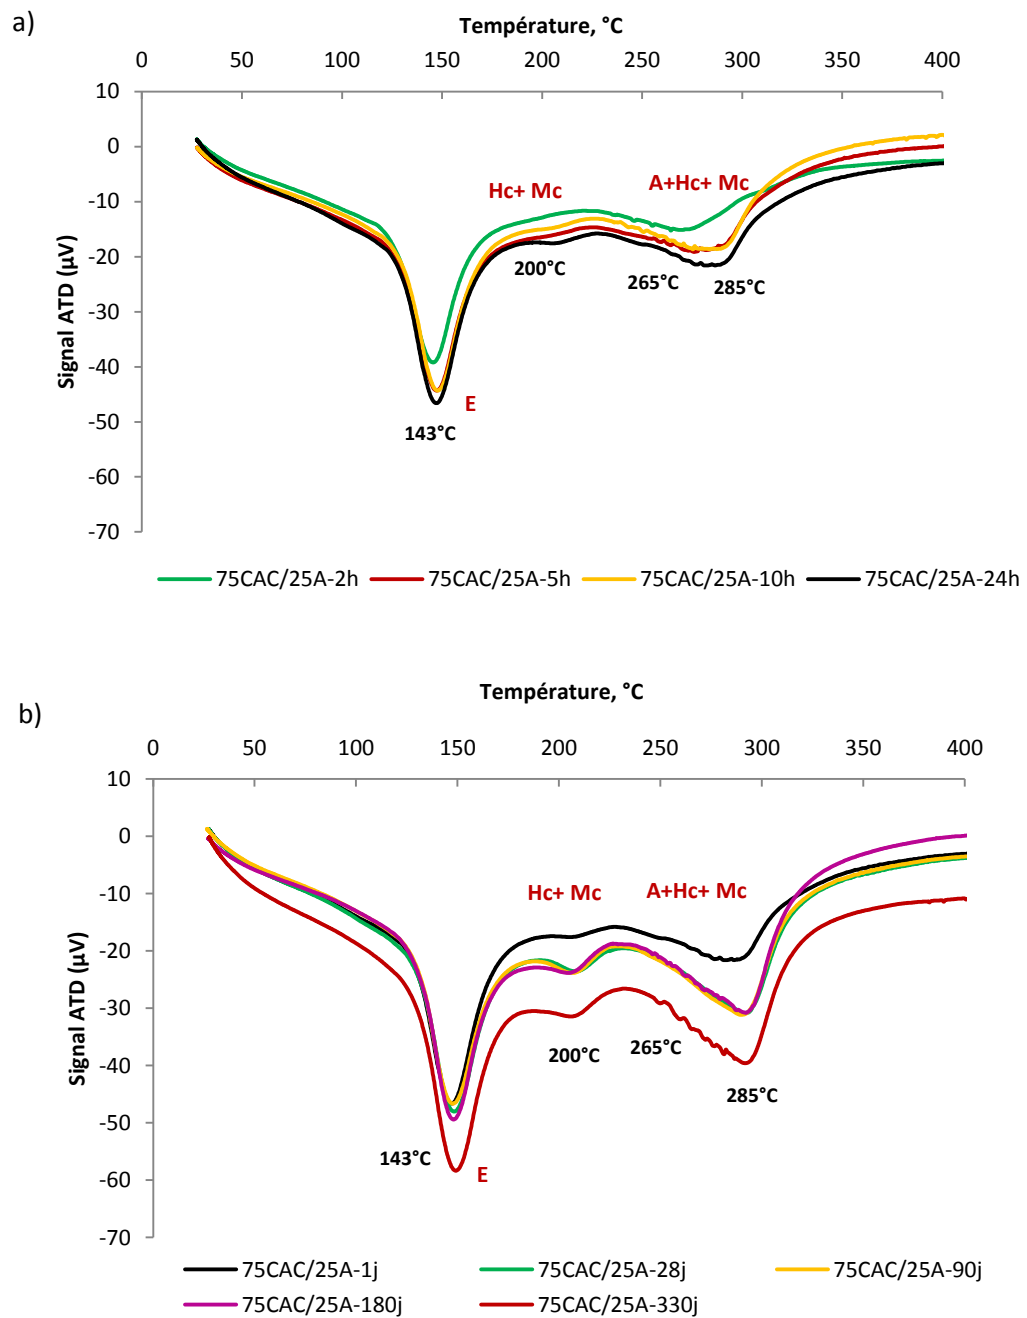 a)
Température, °C
0 50 100 150 200 250 300 350 400
10
0
-10
-20
-30
-40
-50
-60
-70
Signal ATD (µV)
Hc+ Mc
A+Hc+ Mc
200°C
265°C
285°C
E
143°C
75CAC/25A-2h 75CAC/25A-5h 75CAC/25A-10h 75CAC/25A-24h
Température, °C
b)
0 50 100 150 200 250 300 350 400
10
0
-10
-20
-30
-40
-50
-60
-70
Signal ATD (µV)
Hc+ Mc
A+Hc+ Mc
200°C
265°C
285°C
143°C
E
75CAC/25A-1j 75CAC/25A-28j 75CAC/25A-90j
75CAC/25A-180j 75CAC/25A-330j